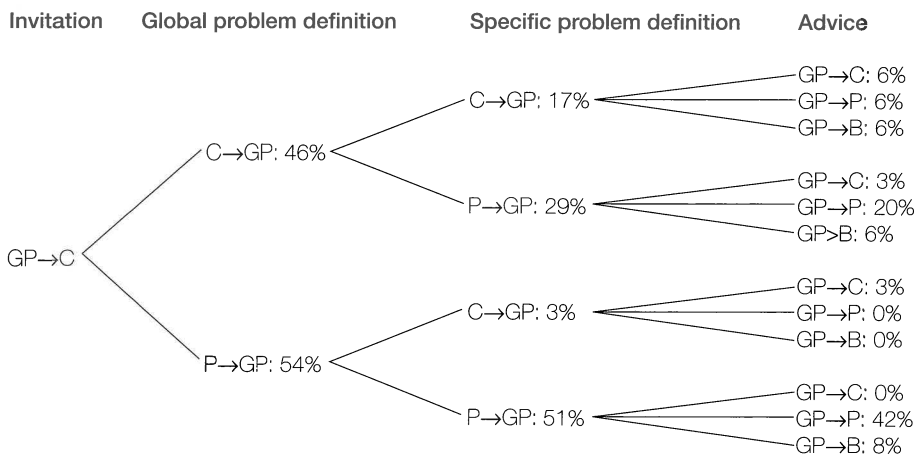 Invitation Global problem definition Specific problem definition Advice
GP→C: 6%
C→GP: 17% GP→P: 6%
GP→B: 6%
C→GP: 46%
GP→C: 3%
P→GP: 29% GP→P: 20%
GP>B: 6%
GP→C
GP→C: 3%
C→GP: 3% GP→P: 0%
GP→B: 0%
P→GP: 54%
GP→C: 0%
P→GP: 51% GP→P: 42%
GP→B: 8%